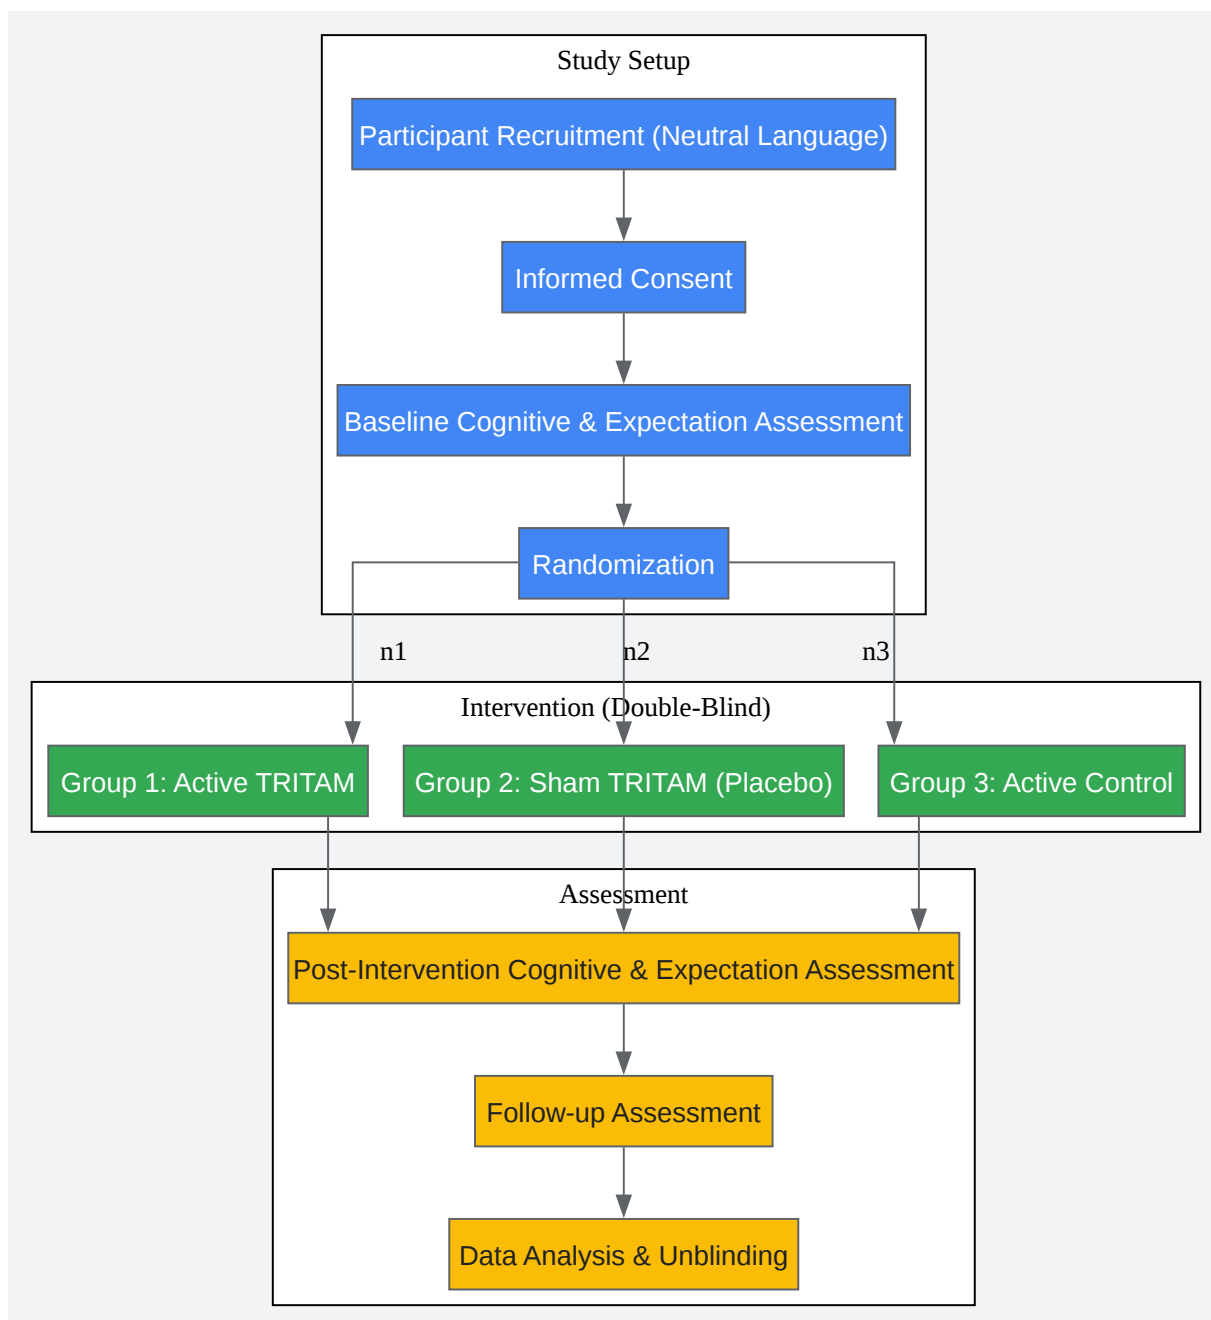 Study Setup
Participant Recruitment (Neutral Language)
Informed Consent
Baseline Cognitive & Expectation Assessment
Randomization
n1
n2
n3
Intervention (Double-Blind)
Group 1: Active TRITAM
Group 2: Sham TRITAM (Placebo)
Group 3: Active Control
Assessment
Post-Intervention Cognitive & Expectation Assessment
Follow-up Assessment
Data Analysis & Unblinding